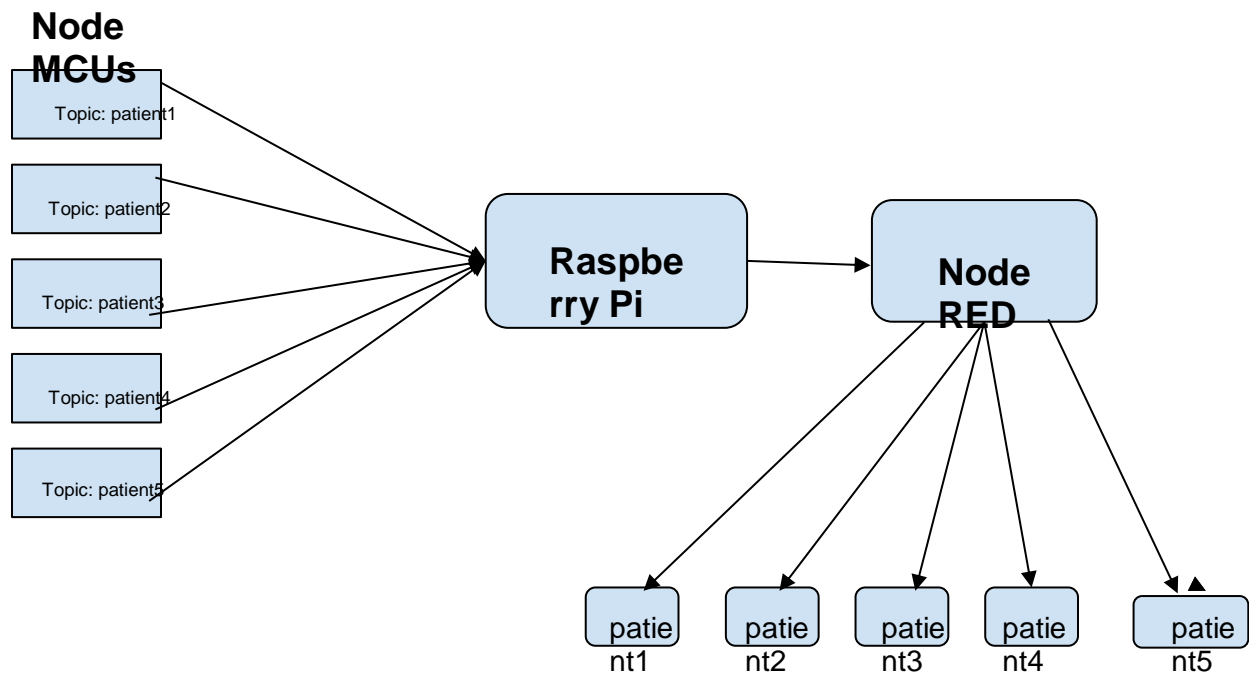 Node
MCUs
Topic: patient1
Topic: patient2
Topic: patient3
Topic: patient4
Topic: patient5
Raspbe
rry Pi
Node
RED
patie
nt1
patie
nt2
patie
nt3
patie
nt4
patie
nt5